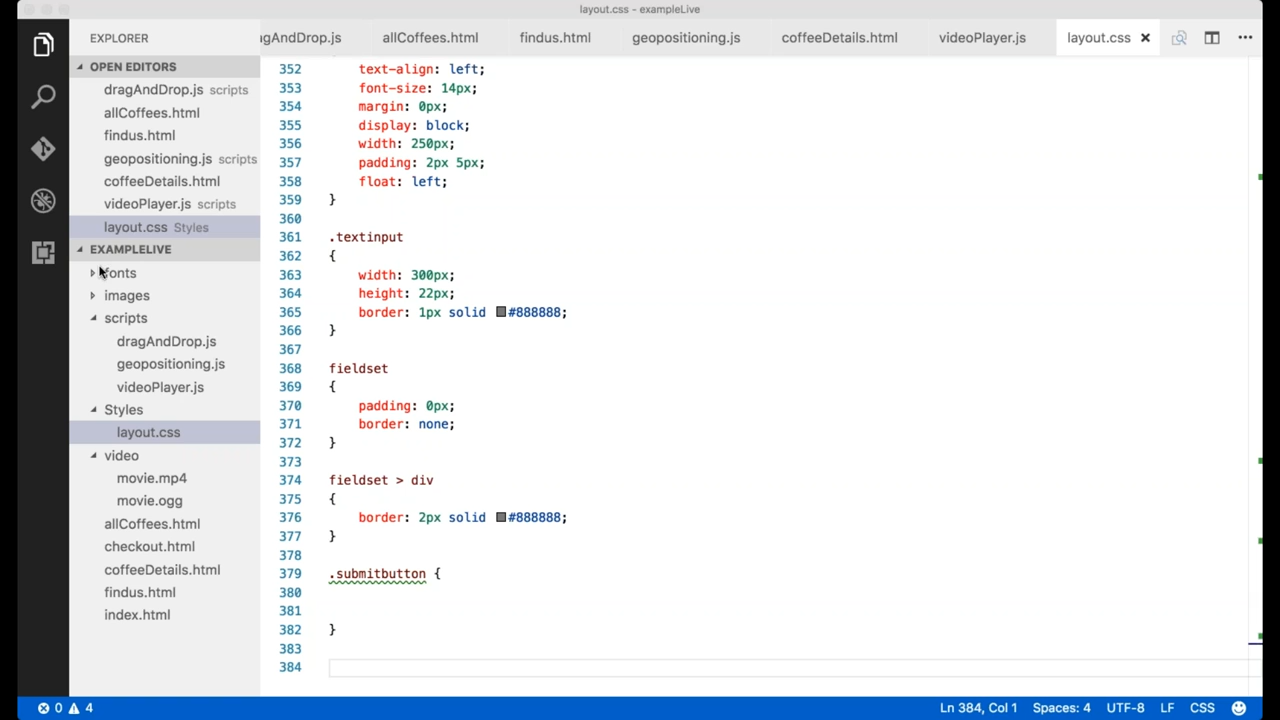 layout.css - exampleLive
EXPLORER
agAndDrop.js allCoffees.html findus.html geopositioning.js coffeeDetails.html videoPlayer.js layout.css
OPEN EDITORS
dragAndDrop.js scripts
allCoffees.html
findus.html
geopositioning.js scripts
coffeeDetails.html
videoPlayer.js scripts
layout.css Styles
EXAMPLELIVE
fonts
images
scripts
dragAndDrop.js
geopositioning.js
videoPlayer.js
Styles
layout.css
video
movie.mp4
movie.ogg
allCoffees.html
checkout.html
coffeeDetails.html
findus.html
index.html
352 text-align: left;
353 font-size: 14px;
354 margin: 0px;
355 display: block;
356 width: 250px;
357 padding: 2px 5px;
358 float: left;
359 }
360
361 .textinput
362 {
363 width: 300px;
364 height: 22px;
365 border: 1px solid #888888;
366 }
367
368 fieldset
369 {
370 padding: 0px;
371 border: none;
372 }
373
374 fieldset > div
375 {
376 border: 2px solid #888888;
377 }
378
379 .submitbutton {
380
381
382 }
383
384
0 4 Ln 384, Col 1 Spaces: 4 UTF-8 LF CSS